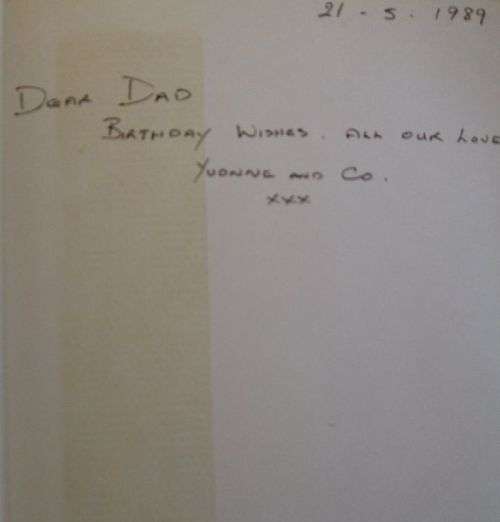 21 - 5. 1989
Dear Dad
Birthday Wishes. All our love
Yvonne and Co.
xxx